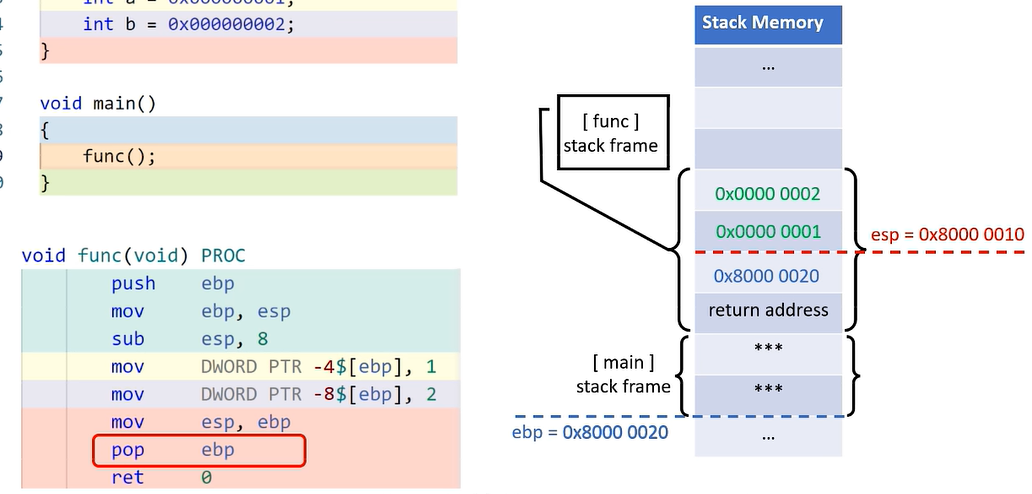 int a = 0x000000001;
4 int b = 0x000000002;
5 }
6
7 void main()
8 {
9 func();
0 }
void func(void) PROC
push ebp
mov ebp, esp
sub esp, 8
mov DWORD PTR -4$[ebp], 1
mov DWORD PTR -8$[ebp], 2
mov esp, ebp
pop ebp
ret 0
Stack Memory
...
[ func ]
stack frame
0x0000 0002
0x0000 0001
esp = 0x8000 0010
0x8000 0020
return address
[ main ]
stack frame
***
***
ebp = 0x8000 0020
...